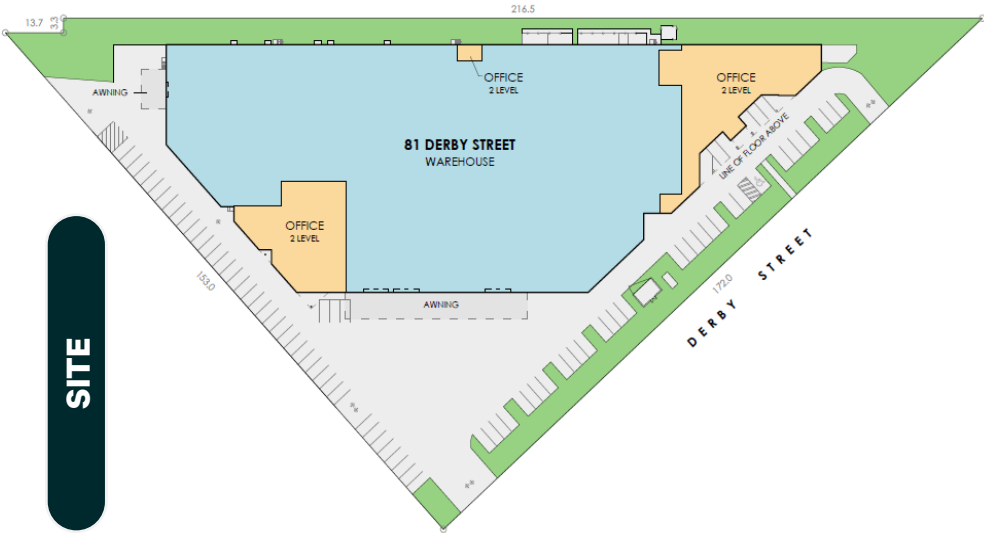 216.5
13.7
3.3
OFFICE
2 LEVEL
OFFICE
2 LEVEL
AWNING
81 DERBY STREET
WAREHOUSE
LINE OF FLOOR ABOVE
OFFICE
2 LEVEL
153.0
AWNING
172.0
DERBY STREET
SITE